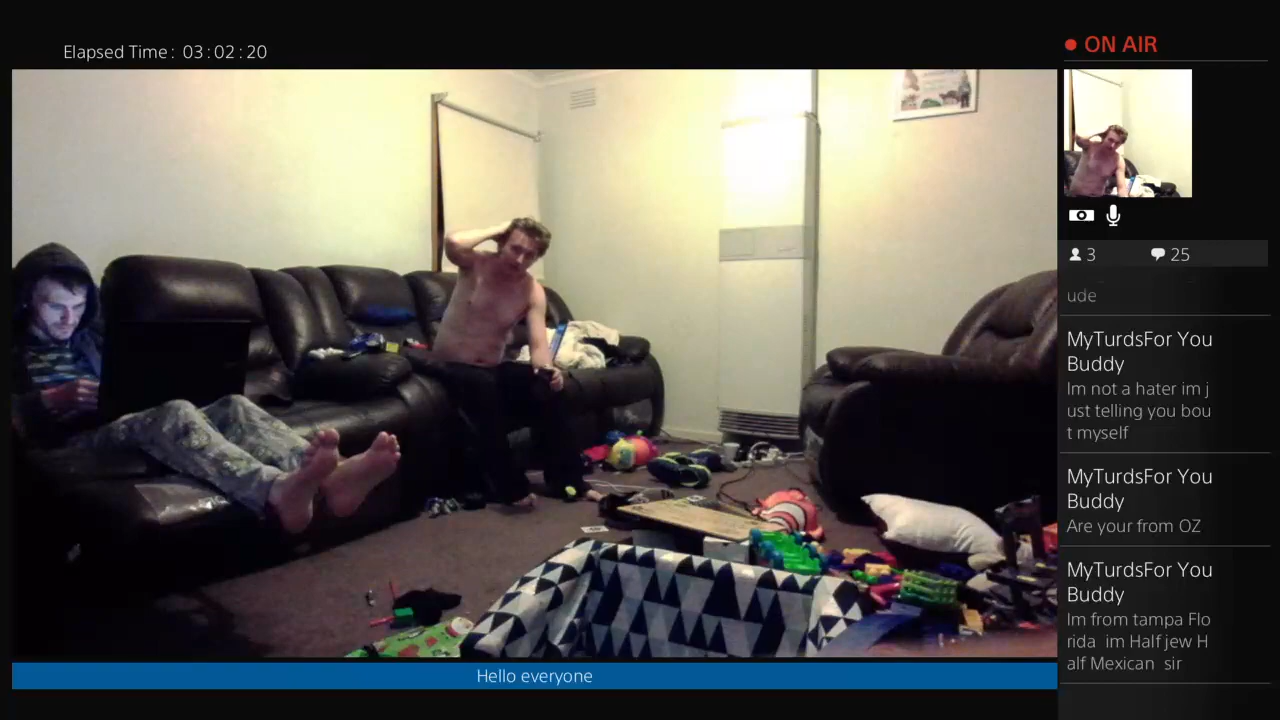 Elapsed Time: 03:02:20
ON AIR
3
25
ude
MyTurdsFor You
Buddy
Im not a hater im j
ust telling you bou
t myself
MyTurdsFor You
Buddy
Are your from OZ
MyTurdsFor You
Buddy
Im from tampa Flo
rida im Half jew H
alf Mexican sir
Hello everyone